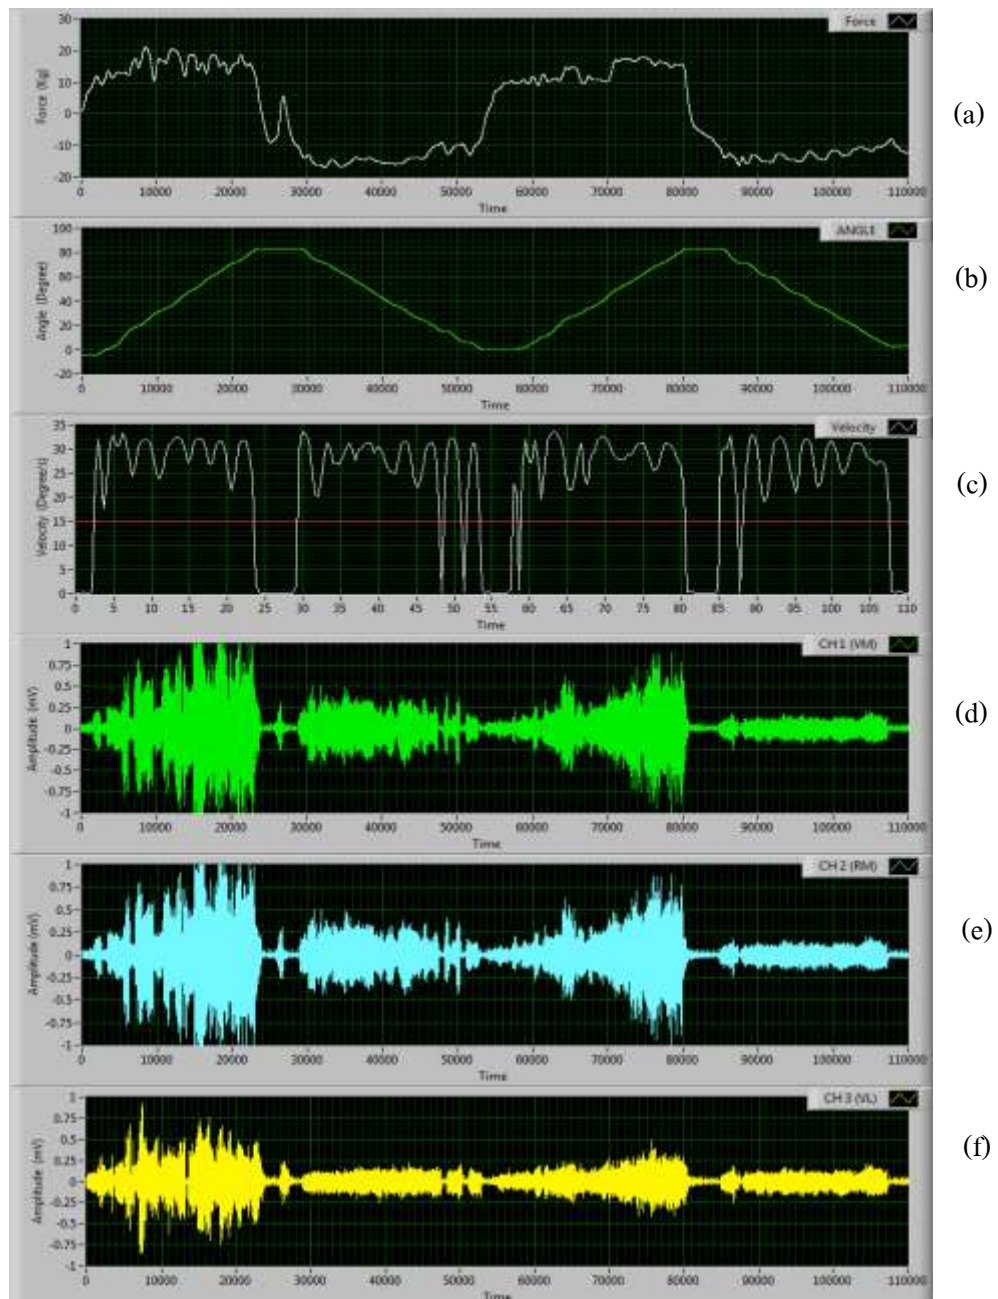 Force
30
20
10
0
-10
-20
Force (Kg)
0 10000 20000 30000 40000 50000 60000 70000 80000 90000 100000 110000
Time
(a)
ANGLE
100
80
60
40
20
0
-20
Angle (Degree)
0 10000 20000 30000 40000 50000 60000 70000 80000 90000 100000 110000
Time
(b)
Velocity
35
30
25
20
15
10
5
0
Velocity (Degree/s)
0 5 10 15 20 25 30 35 40 45 50 55 60 65 70 75 80 85 90 95 100 105 110
Time
(c)
CH1 (VM)
1
0.75
0.5
0.25
0
-0.25
-0.5
-0.75
-1
Amplitude (mV)
0 10000 20000 30000 40000 50000 60000 70000 80000 90000 100000 110000
Time
(d)
CH 2 (RM)
1
0.75
0.5
0.25
0
-0.25
-0.5
-0.75
-1
Amplitude (mV)
0 10000 20000 30000 40000 50000 60000 70000 80000 90000 100000 110000
Time
(e)
CH 3 (VL)
1
0.75
0.5
0.25
0
-0.25
-0.5
-0.75
-1
Amplitude (mV)
0 10000 20000 30000 40000 50000 60000 70000 80000 90000 100000 110000
Time
(f)